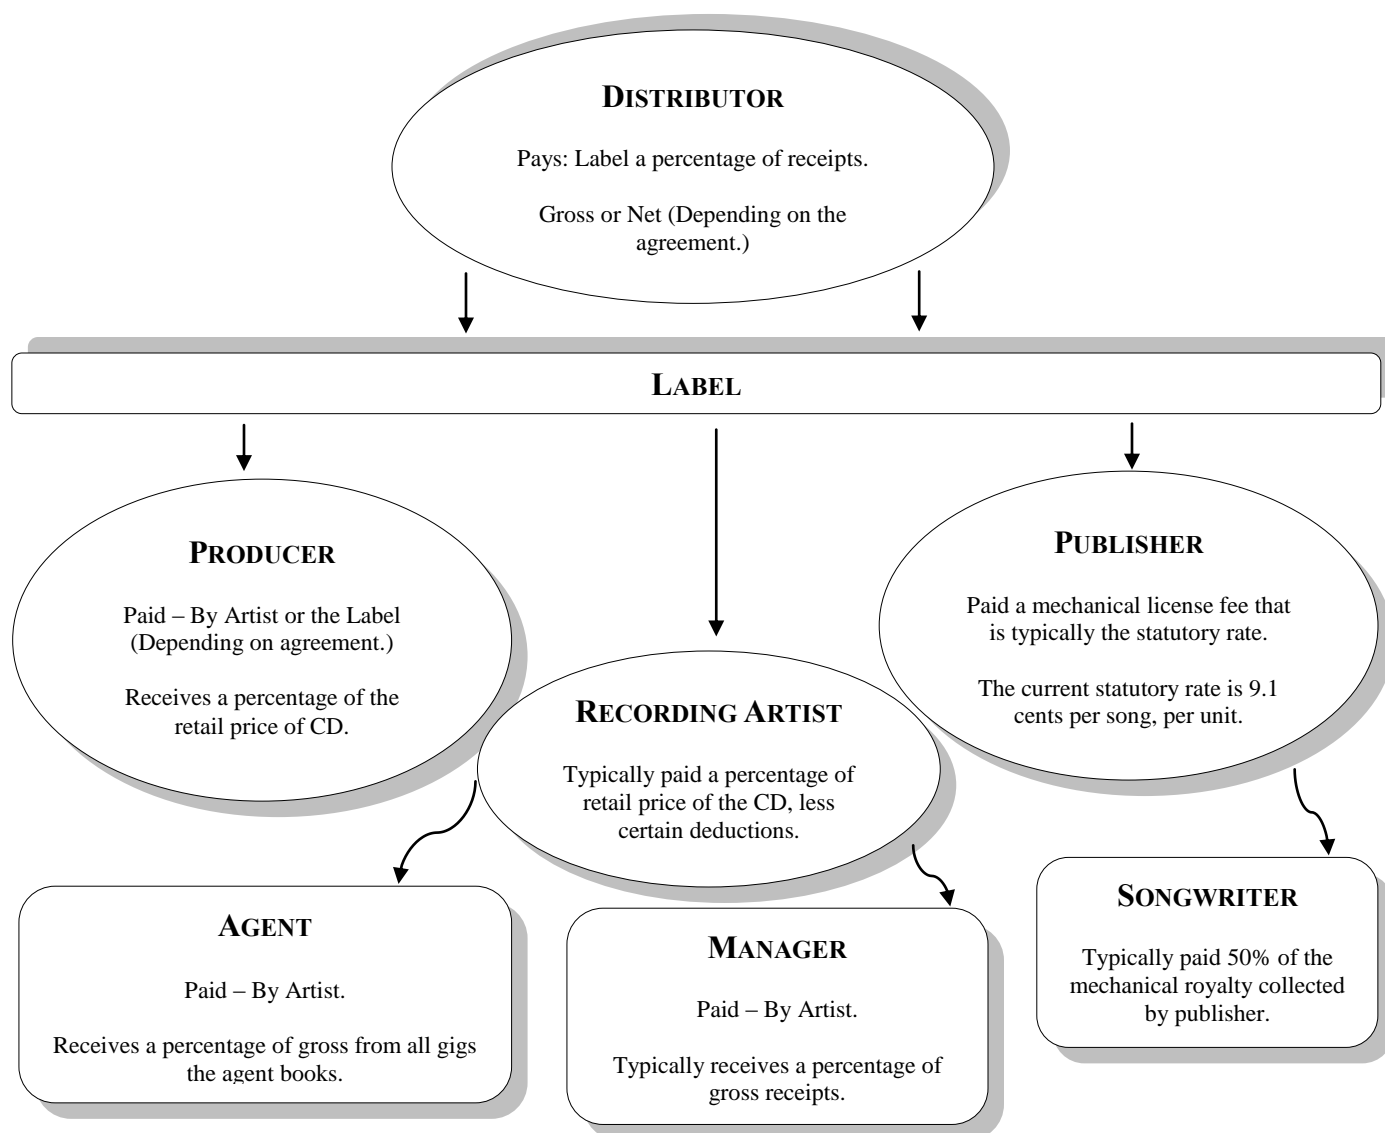 DISTRIBUTOR
Pays: Label a percentage of receipts.
Gross or Net (Depending on the
agreement.)
LABEL
PRODUCER
Paid – By Artist or the Label
(Depending on agreement.)
Receives a percentage of the
retail price of CD.
RECORDING ARTIST
Typically paid a percentage of
retail price of the CD, less
certain deductions.
PUBLISHER
Paid a mechanical license fee that
is typically the statutory rate.
The current statutory rate is 9.1
cents per song, per unit.
AGENT
Paid – By Artist.
Receives a percentage of gross from all gigs
the agent books.
MANAGER
Paid – By Artist.
Typically receives a percentage of
gross receipts.
SONGWRITER
Typically paid 50% of the
mechanical royalty collected
by publisher.